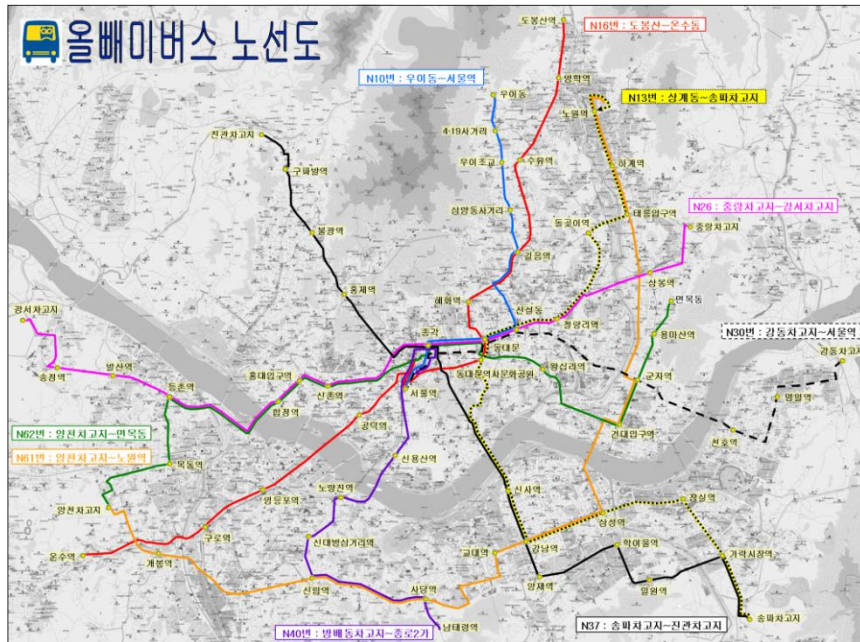 올빼미버스 노선도
도봉산역
N16번 : 도봉산~온수동
N10번 : 우이동~서울역
방학역
우이동
N13번 : 상계동~송파차고지
노원역
진관차고지
4·19사거리
구파발역
우이초교
수유역
하계역
N26 : 중랑차고지~강서차고지
삼양동사거리
태릉입구역
돌곶이역
중랑차고지
불광역
길음역
상봉역
홍제역
혜화역
면목동
강서차고지
신설동
청량리역
용마산역
N30번 : 강동차고지~서울역
종각
동대문
강동차고지
송정역
발산역
홍대입구역
동대문역사문화공원
왕십리역
군자역
등촌역
신촌역
서울역
명일역
합정역
공덕역
건대입구역
천호역
N62번 : 양천차고지~면목동
N61번 : 양천차고지~노원역
목동역
신용산역
영등포역
노량진역
신사역
잠실역
양천차고지
삼성역
구로역
신대방삼거리역
강남역
학여울역
온수역
개봉역
교대역
가락시장역
신림역
양재역
일원역
사당역
N40번 : 방배동차고지~종로2가
남태령역
N37 : 송파차고지~진관차고지
송파차고지